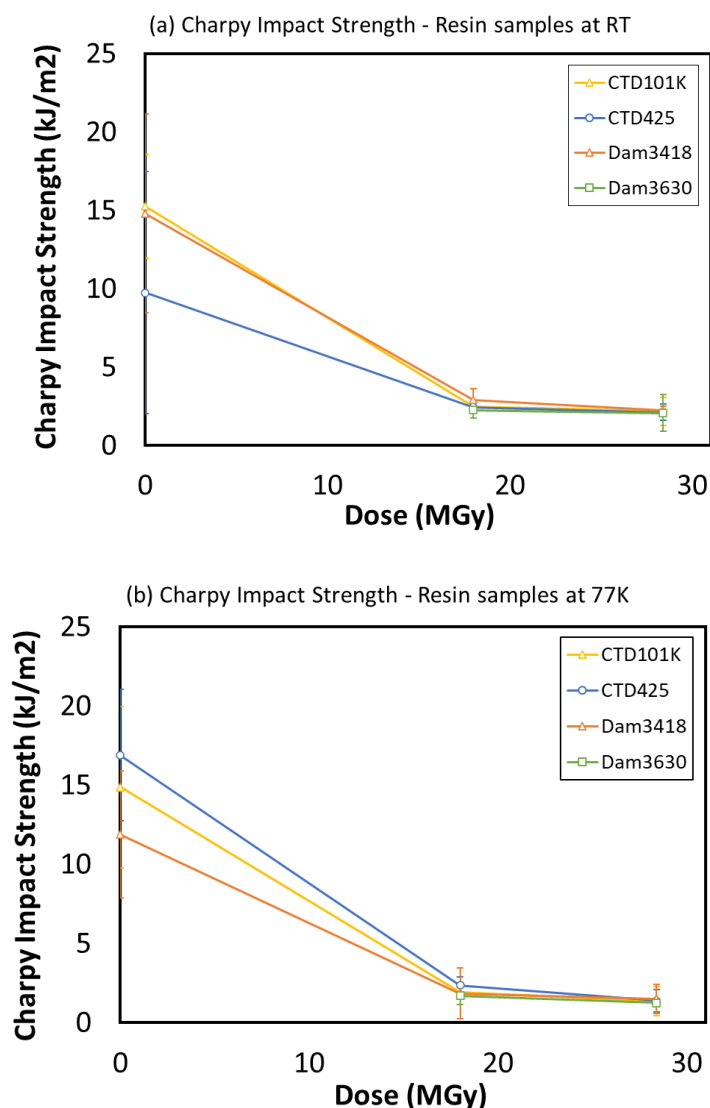 (a) Charpy Impact Strength - Resin samples at RT
Charpy Impact Strength (kJ/m2)
25
20
15
10
5
0
CTD101K
CTD425
Dam3418
Dam3630
0 10 20 30
Dose (MGy)
(b) Charpy Impact Strength - Resin samples at 77K
Charpy Impact Strength (kJ/m2)
25
20
15
10
5
0
CTD101K
CTD425
Dam3418
Dam3630
0 10 20 30
Dose (MGy)